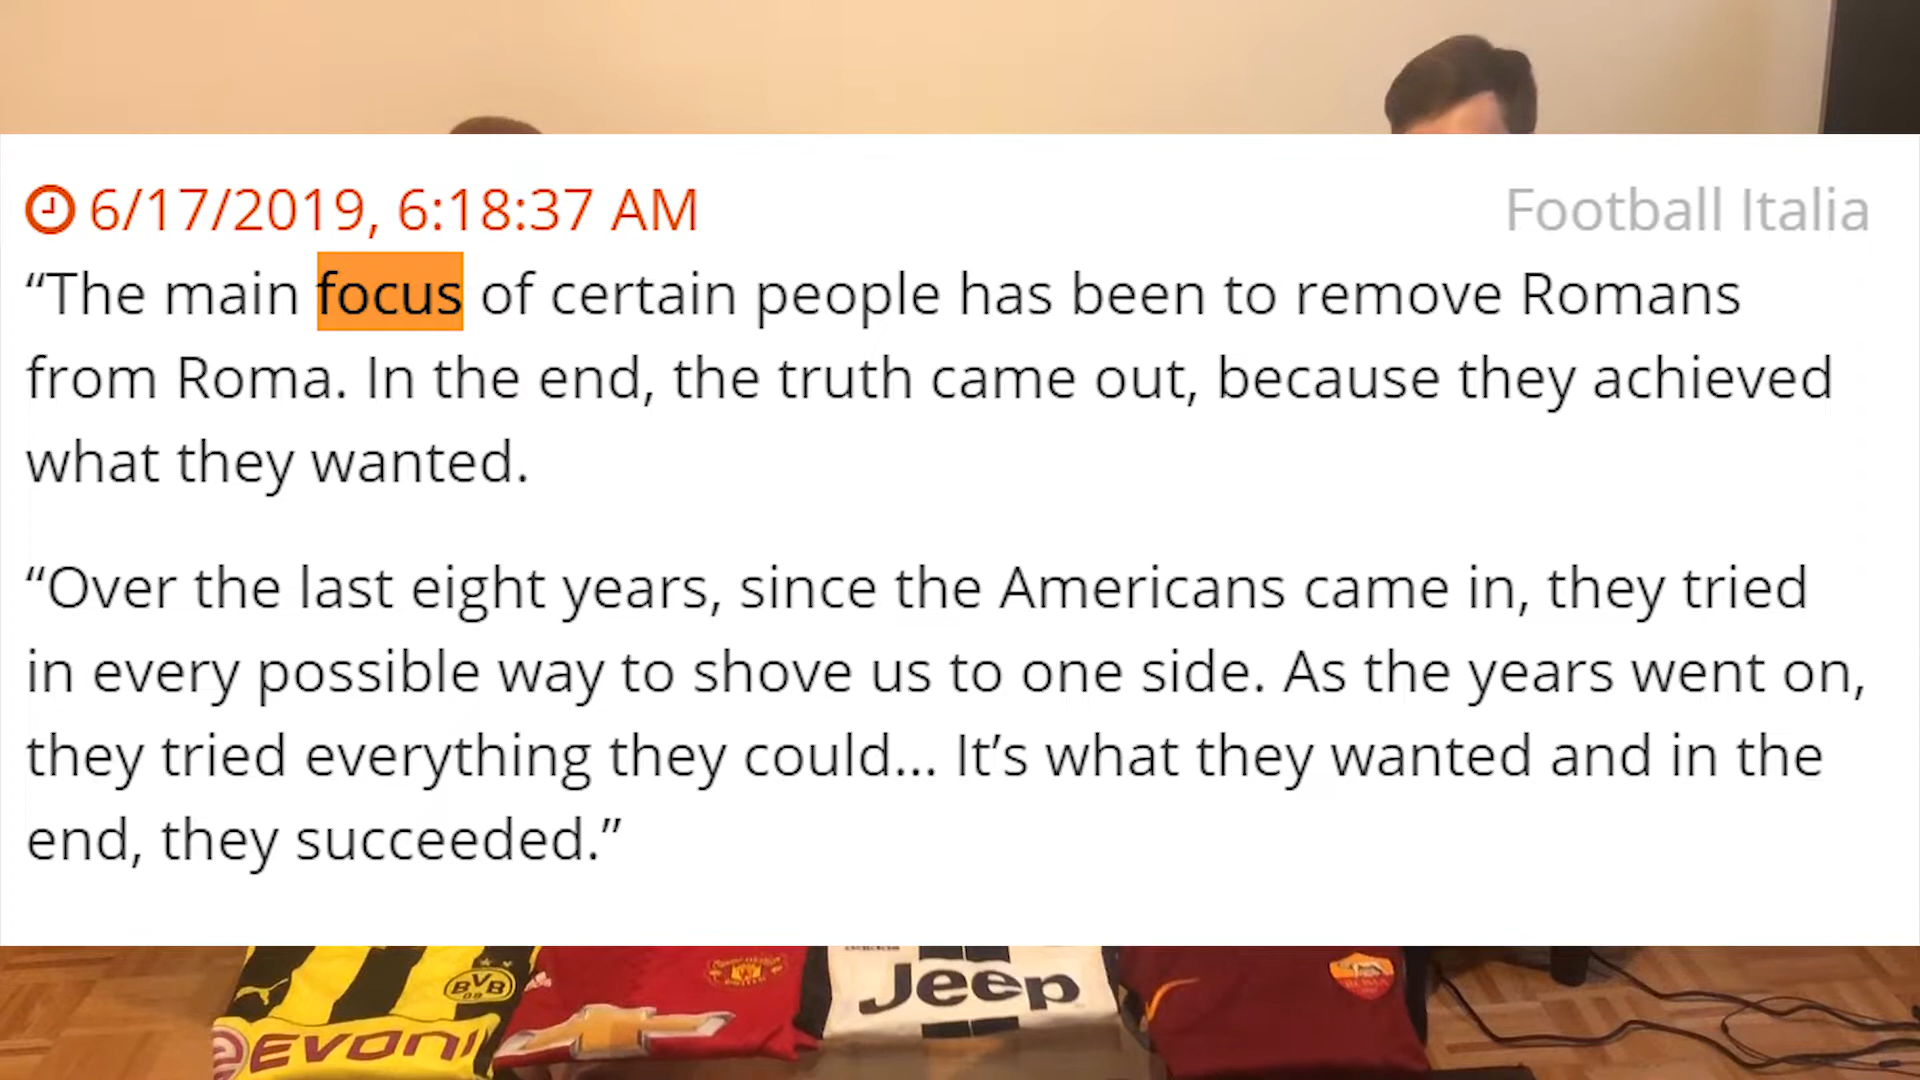 6/17/2019, 6:18:37 AM
Football Italia
“The main focus of certain people has been to remove Romans
from Roma. In the end, the truth came out, because they achieved
what they wanted.
“Over the last eight years, since the Americans came in, they tried
in every possible way to shove us to one side. As the years went on,
they tried everything they could... It’s what they wanted and in the
end, they succeeded.”
BVB
09
EVONI
Jeep